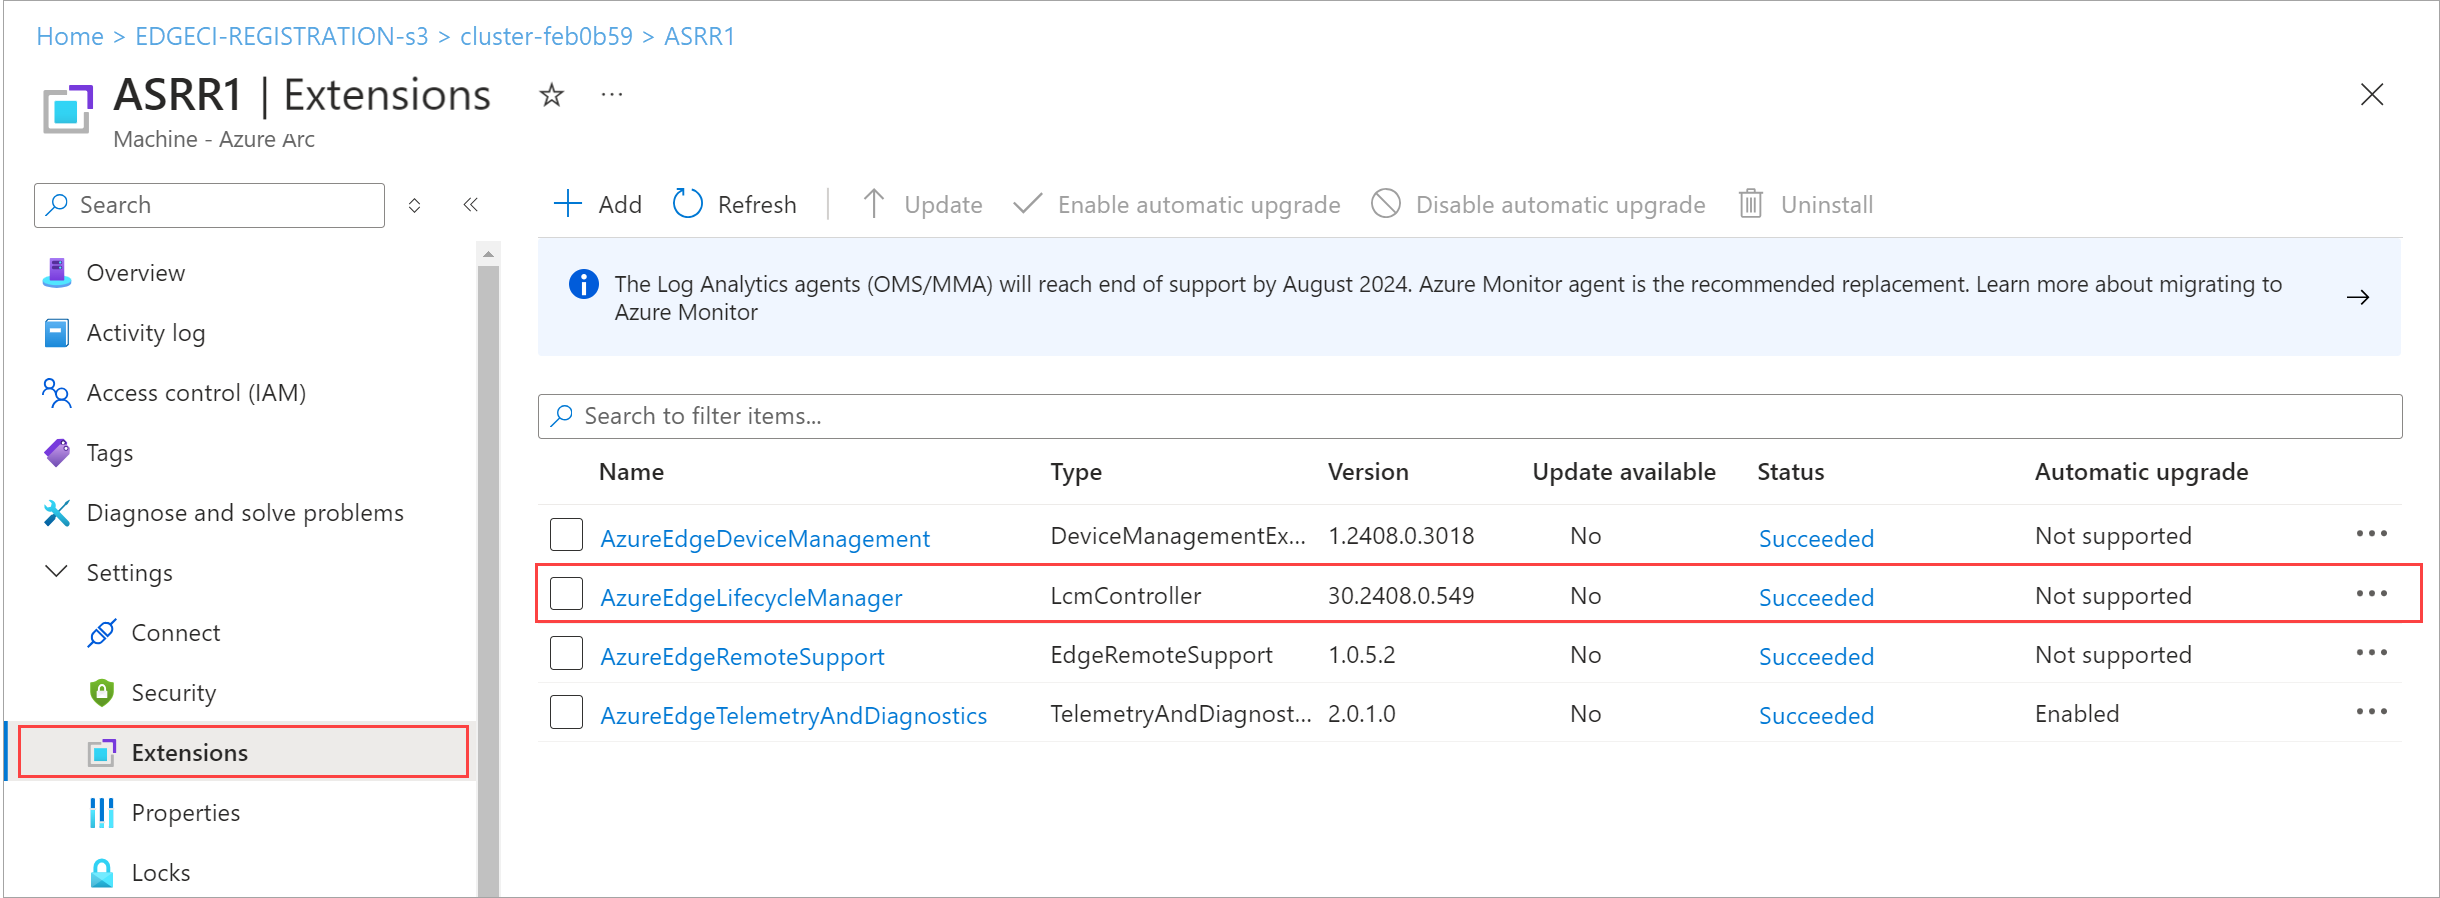 Home > EDGECI-REGISTRATION-s3 > cluster-feb0b59 > ASRR1
ASRR1 | Extensions
Machine - Azure Arc
Search
Overview
Activity log
Access control (IAM)
Tags
Diagnose and solve problems
Settings
Connect
Security
Extensions
Properties
Locks
Add Refresh Update Enable automatic upgrade Disable automatic upgrade Uninstall
The Log Analytics agents (OMS/MMA) will reach end of support by August 2024. Azure Monitor agent is the recommended replacement. Learn more about migrating to
Azure Monitor
Search to filter items...
Name Type Version Update available Status Automatic upgrade
AzureEdgeDeviceManagement DeviceManagementEx... 1.2408.0.3018 No Succeeded Not supported
AzureEdgeLifecycleManager LcmController 30.2408.0.549 No Succeeded Not supported
AzureEdgeRemoteSupport EdgeRemoteSupport 1.0.5.2 No Succeeded Not supported
AzureEdgeTelemetryAndDiagnostics TelemetryAndDiagnost... 2.0.1.0 No Succeeded Enabled